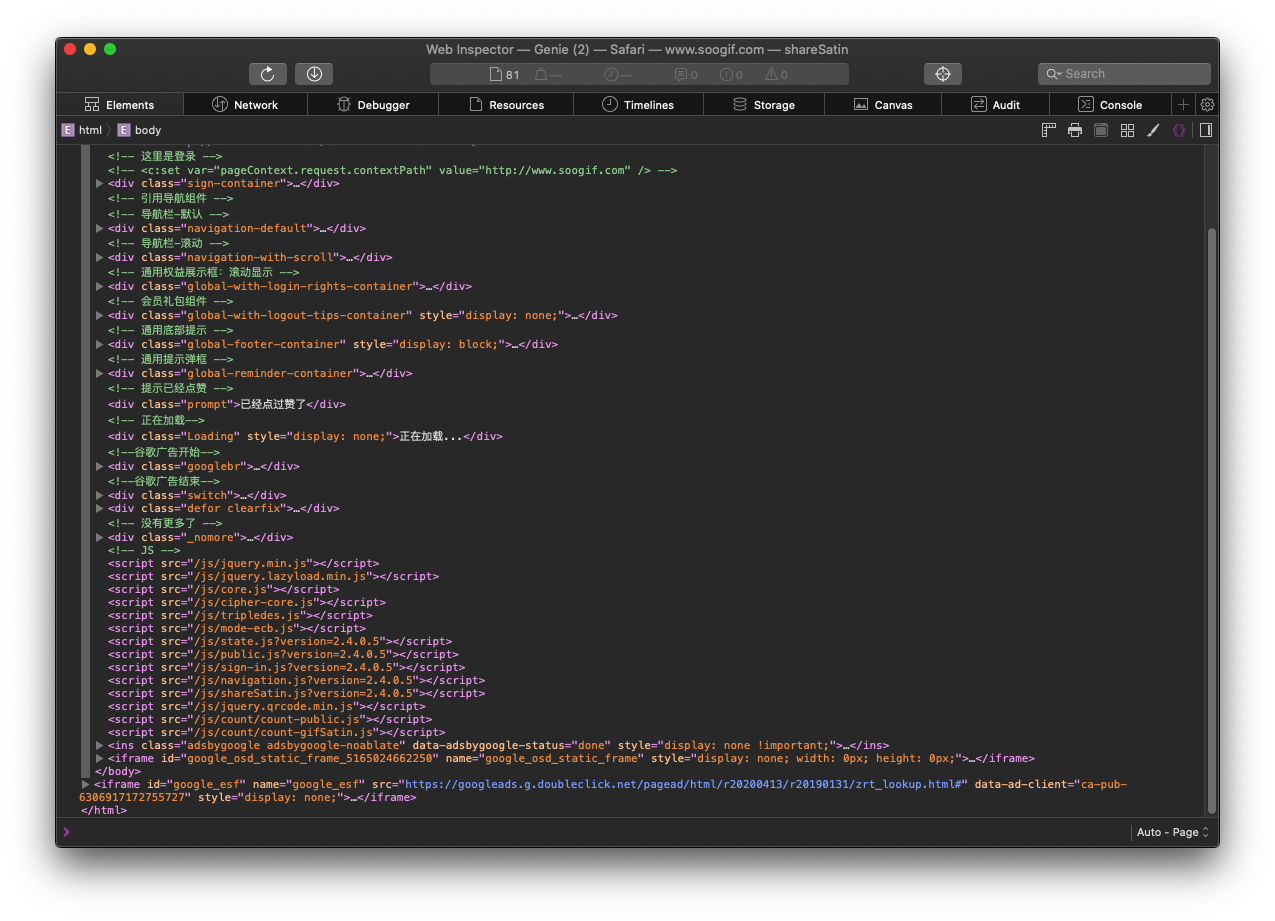 Web Inspector — Genie (2) — Safari — www.soogif.com — shareSatin
81 — — 0 0 0 Search
Elements Network Debugger Resources Timelines Storage Canvas Audit Console
E html E body
<!-- 这里是登录 -->
<!-- <c:set var="pageContext.request.contextPath" value="http://www.soogif.com" /> -->
<div class="sign-container">…</div>
<!-- 引用导航组件 -->
<!-- 导航栏-默认 -->
<div class="navigation-default">…</div>
<!-- 导航栏-滚动 -->
<div class="navigation-with-scroll">…</div>
<!-- 通用权益展示框：滚动显示 -->
<div class="global-with-login-rights-container">…</div>
<!-- 会员礼包组件 -->
<div class="global-with-logout-tips-container" style="display: none;">…</div>
<!-- 通用底部提示 -->
<div class="global-footer-container" style="display: block;">…</div>
<!-- 通用提示弹框 -->
<div class="global-reminder-container">…</div>
<!-- 提示已经点赞 -->
<div class="prompt">已经点过赞了</div>
<!-- 正在加载-->
<div class="Loading" style="display: none;">正在加载...</div>
<!--谷歌广告开始-->
<div class="googlebr">…</div>
<!--谷歌广告结束-->
<div class="switch">…</div>
<div class="defor clearfix">…</div>
<!-- 没有更多了 -->
<div class="_nomore">…</div>
<!-- JS -->
<script src="/js/jquery.min.js"></script>
<script src="/js/jquery.lazyload.min.js"></script>
<script src="/js/core.js"></script>
<script src="/js/cipher-core.js"></script>
<script src="/js/tripledes.js"></script>
<script src="/js/mode-ecb.js"></script>
<script src="/js/state.js?version=2.4.0.5"></script>
<script src="/js/public.js?version=2.4.0.5"></script>
<script src="/js/sign-in.js?version=2.4.0.5"></script>
<script src="/js/navigation.js?version=2.4.0.5"></script>
<script src="/js/shareSatin.js?version=2.4.0.5"></script>
<script src="/js/jquery.qrcode.min.js"></script>
<script src="/js/count/count-public.js"></script>
<script src="/js/count/count-gifSatin.js"></script>
<ins class="adsbygoogle adsbygoogle-noablate" data-adsbygoogle-status="done" style="display: none !important;">…</ins>
<iframe id="google_osd_static_frame_5165024662250" name="google_osd_static_frame" style="display: none; width: 0px; height: 0px;">…</iframe>
</body>
<iframe id="google_esf" name="google_esf" src="https://googleads.g.doubleclick.net/pagead/html/r20200413/r20190131/zrt_lookup.html#" data-ad-client="ca-pub-
6306917172755727" style="display: none;">…</iframe>
</html>
Auto - Page